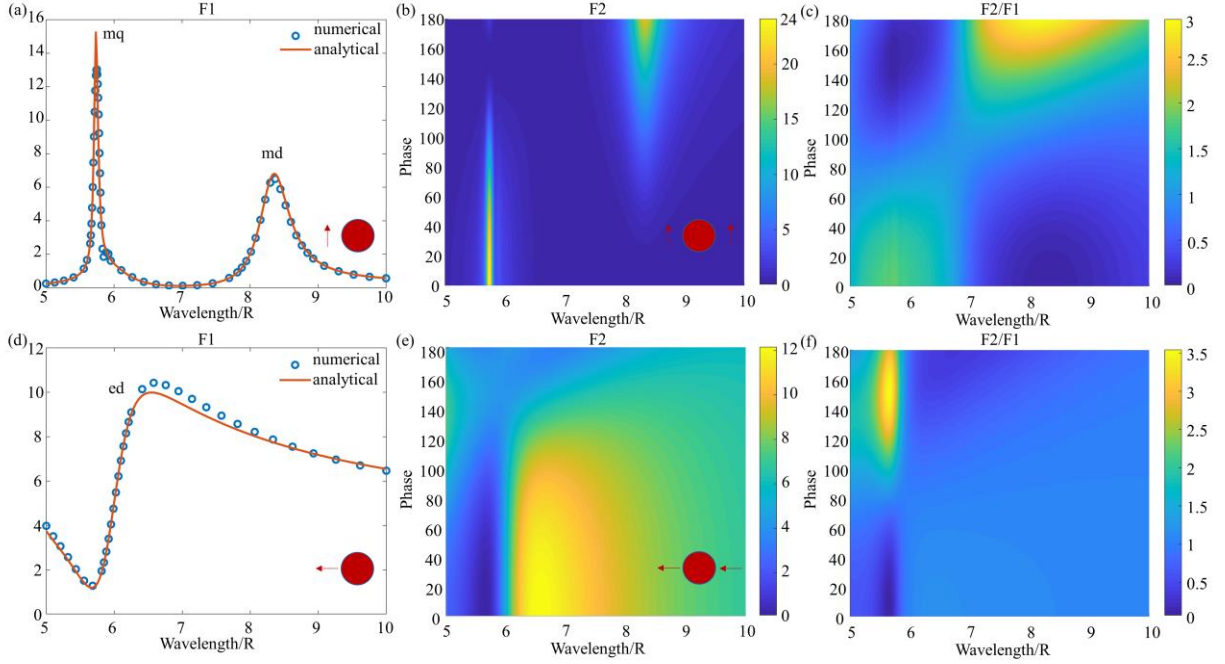 (a) F1
16
14
12
10
8
6
4
2
0
mq
md
numerical
analytical
5 6 7 8 9 10
Wavelength/R
(b) F2
180
160
140
120
100
80
60
40
20
0
Phase
5 6 7 8 9 10
Wavelength/R
24
20
15
10
5
0
(c) F2/F1
180
160
140
120
100
80
60
40
20
0
Phase
5 6 7 8 9 10
Wavelength/R
3
2.5
2
1.5
1
0.5
0
(d) F1
12
10
8
6
4
2
0
ed
numerical
analytical
5 6 7 8 9 10
Wavelength/R
(e) F2
180
160
140
120
100
80
60
40
20
0
Phase
5 6 7 8 9 10
Wavelength/R
12
10
8
6
4
2
0
(f) F2/F1
180
160
140
120
100
80
60
40
20
0
Phase
5 6 7 8 9 10
Wavelength/R
3.5
3
2.5
2
1.5
1
0.5
0